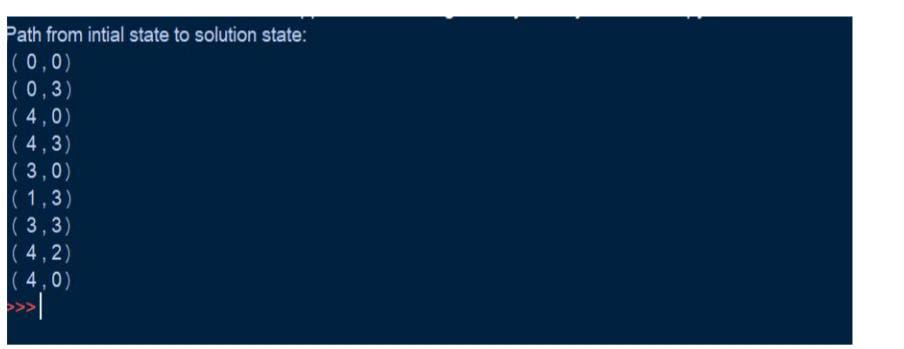 Path from intial state to solution state:
( 0 ,0)
( 0 ,3)
( 4 ,0)
( 4 ,3)
( 3 ,0)
( 1 ,3)
( 3 ,3)
( 4 ,2)
( 4 ,0)
>>>